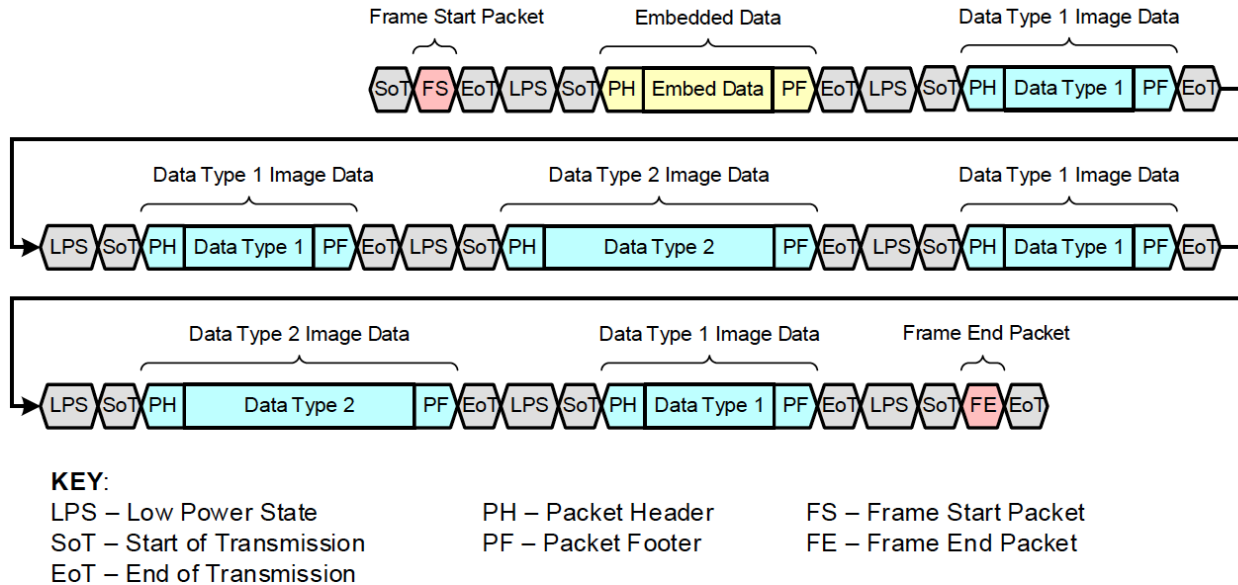 Frame Start Packet Embedded Data Data Type 1 Image Data
SoT FS EoT LPS SoT PH Embed Data PF EoT LPS SoT PH Data Type 1 PF EoT
Data Type 1 Image Data Data Type 2 Image Data Data Type 1 Image Data
LPS SoT PH Data Type 1 PF EoT LPS SoT PH Data Type 2 PF EoT LPS SoT PH Data Type 1 PF EoT
Data Type 2 Image Data Data Type 1 Image Data Frame End Packet
LPS SoT PH Data Type 2 PF EoT LPS SoT PH Data Type 1 PF EoT LPS SoT FE EoT
KEY:
LPS – Low Power State PH – Packet Header FS – Frame Start Packet
SoT – Start of Transmission PF – Packet Footer FE – Frame End Packet
EoT – End of Transmission